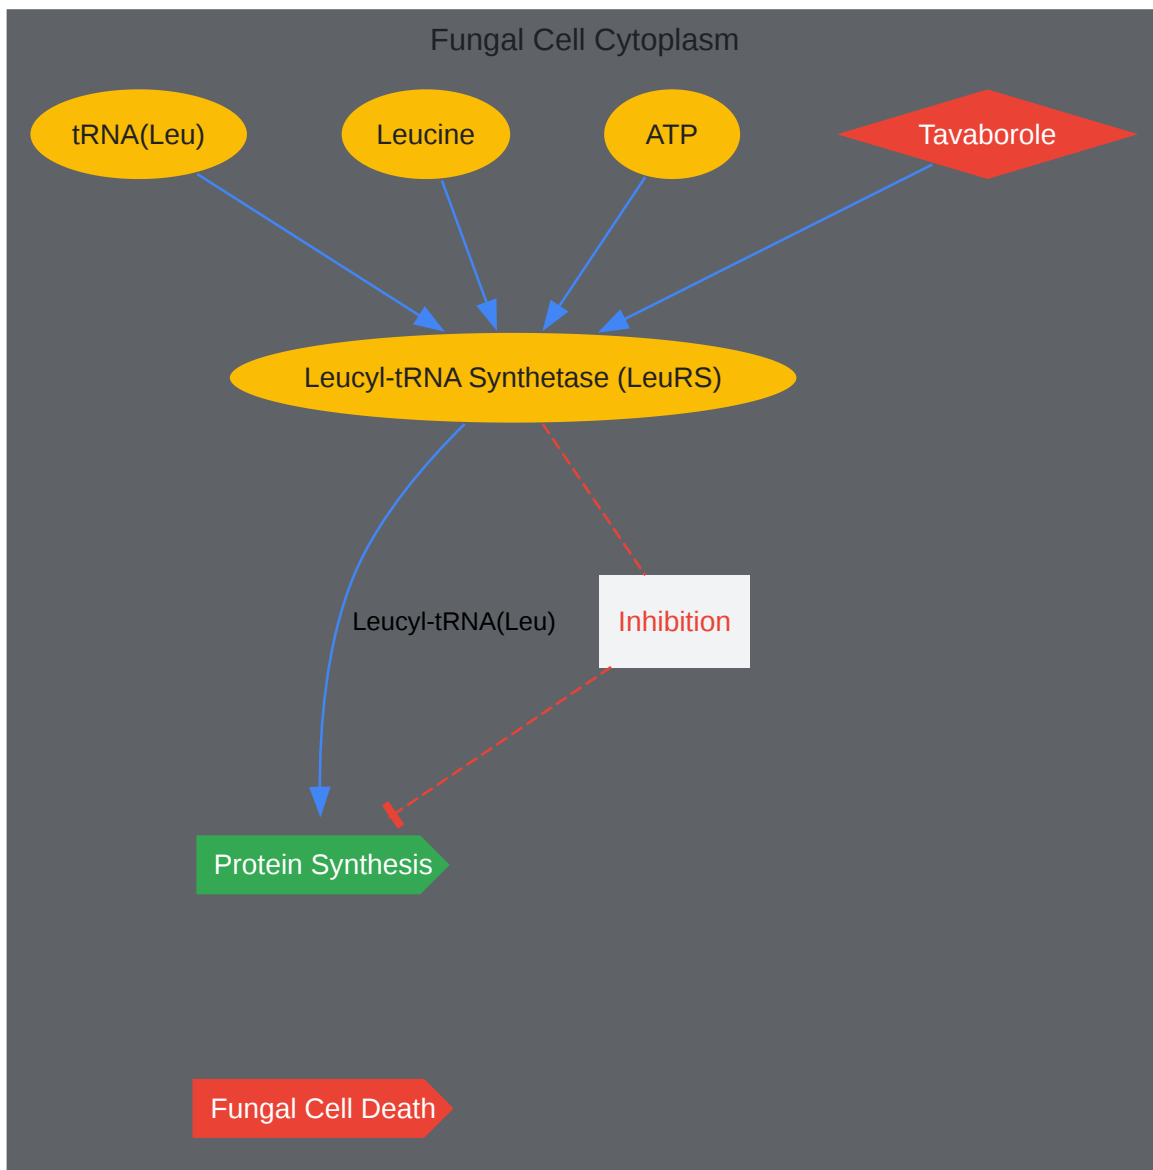 Fungal Cell Cytoplasm
tRNA(Leu)
Leucine
ATP
Tavaborole
Leucyl-tRNA Synthetase (LeuRS)
Leucyl-tRNA(Leu)
Inhibition
Protein Synthesis
Fungal Cell Death